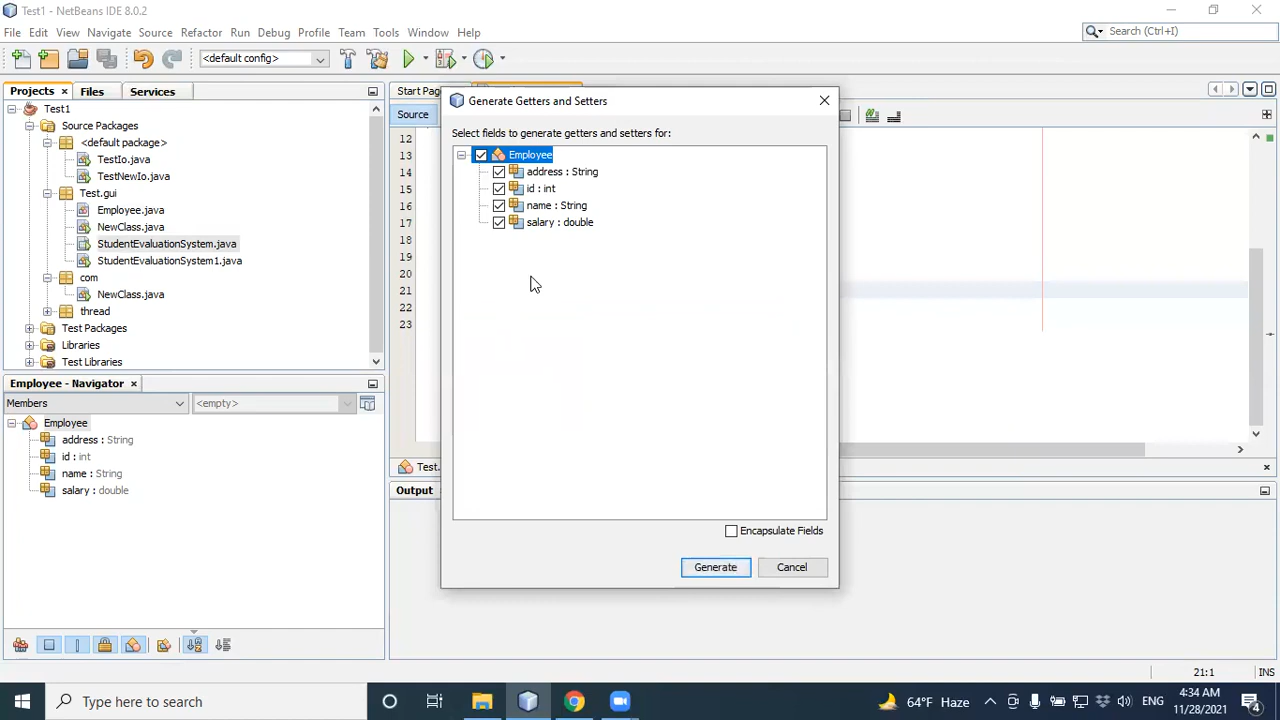 Test1 - NetBeans IDE 8.0.2
File Edit View Navigate Source Refactor Run Debug Profile Team Tools Window Help
Search (Ctrl+I)
<default config>
Projects Files Services
Start Pag
Source
Test1
Source Packages
<default package>
TestIo.java
TestNewIo.java
Test.gui
Employee.java
NewClass.java
StudentEvaluationSystem.java
StudentEvaluationSystem1.java
com
NewClass.java
thread
Test Packages
Libraries
Test Libraries
Employee - Navigator
Members
<empty>
Employee
address : String
id : int
name : String
salary : double
12
13
14
15
16
17
18
19
20
21
22
23
Test.
Output
Generate Getters and Setters
Select fields to generate getters and setters for:
Employee
address : String
id : int
name : String
salary : double
Encapsulate Fields
Generate Cancel
21:1 INS
Type here to search
64°F Haze
ENG
4:34 AM
11/28/2021
4